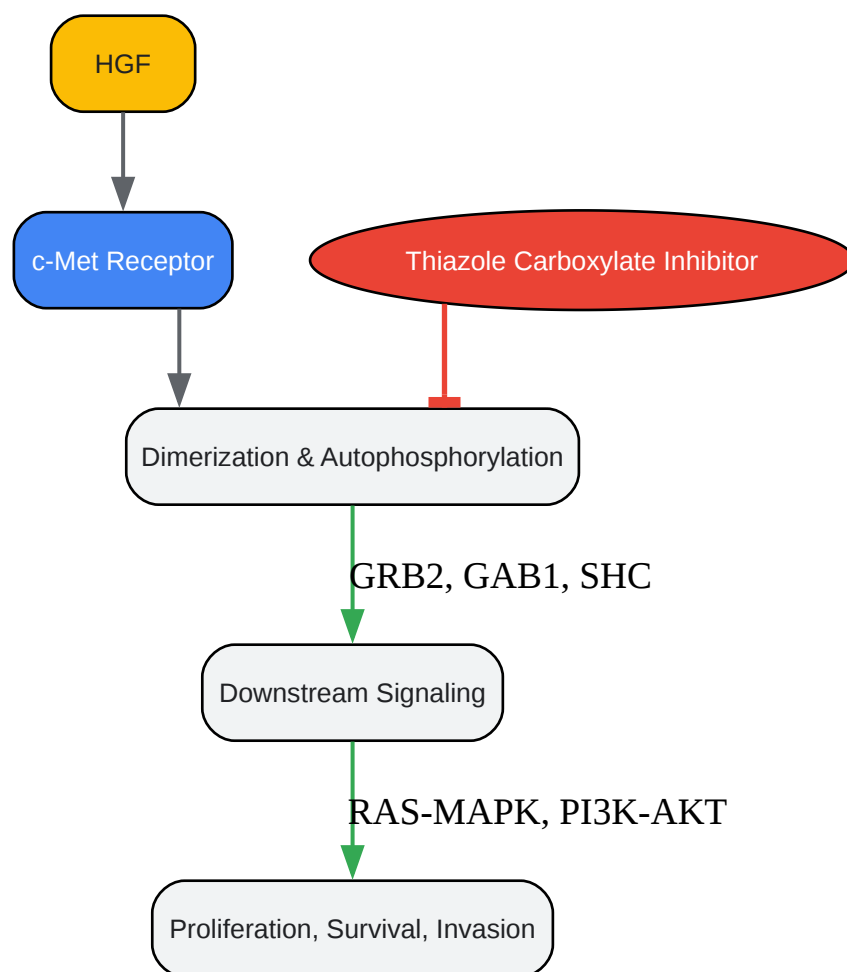 HGF
c-Met Receptor
Thiazole Carboxylate Inhibitor
Dimerization & Autophosphorylation
GRB2, GAB1, SHC
Downstream Signaling
RAS-MAPK, PI3K-AKT
Proliferation, Survival, Invasion